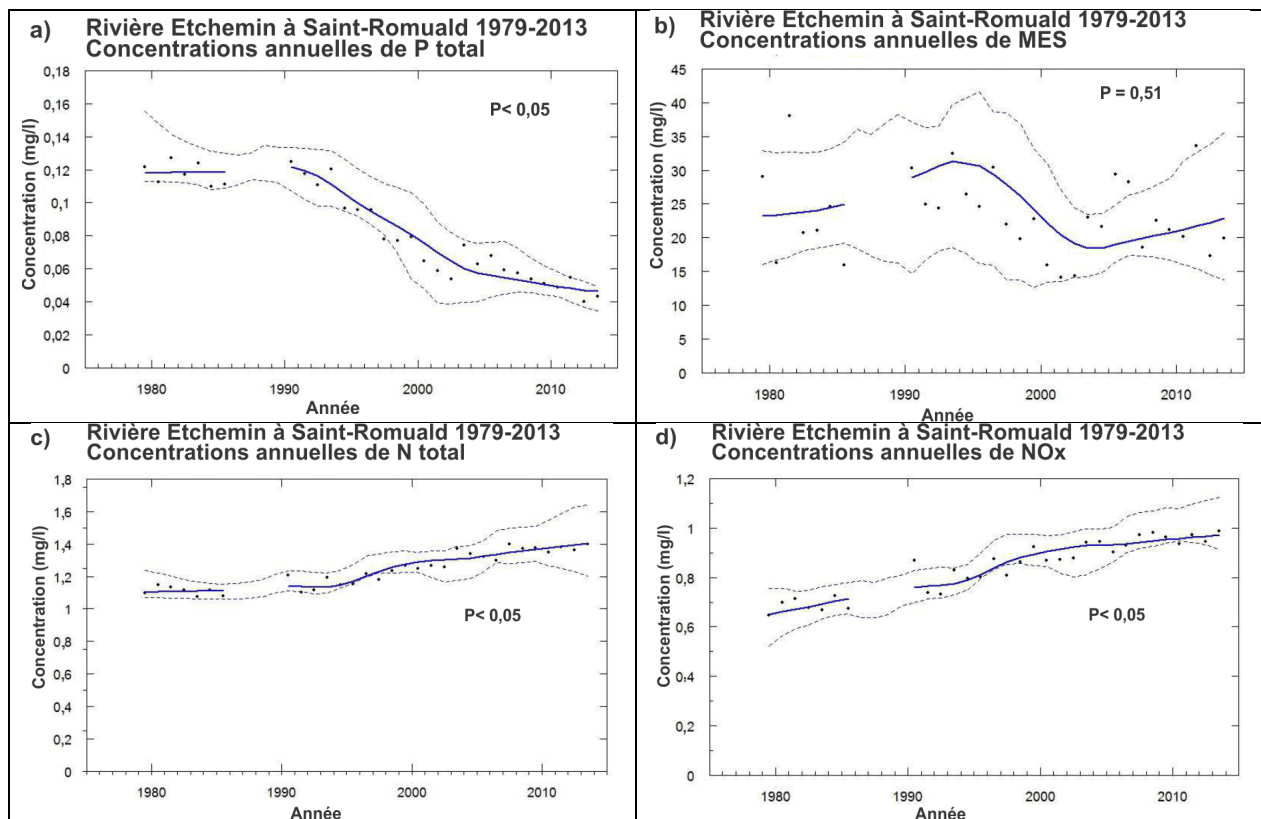 a)
Rivière Etchemin à Saint-Romuald 1979-2013
Concentrations annuelles de P total
0,18
0,16
0,14
0,12
0,1
0,08
0,06
0,04
0,02
0
Concentration (mg/l)
P< 0,05
1980
1990
2000
2010
Année
b)
Rivière Etchemin à Saint-Romuald 1979-2013
Concentrations annuelles de MES
45
40
35
30
25
20
15
10
5
0
Concentration (mg/l)
P = 0,51
1980
1990
2000
2010
Année
c)
Rivière Etchemin à Saint-Romuald 1979-2013
Concentrations annuelles de N total
1,8
1,6
1,4
1,2
1
0,8
0,6
0,4
0,2
0
Concentration (mg/l)
P< 0,05
1980
1990
2000
2010
Année
d)
Rivière Etchemin à Saint-Romuald 1979-2013
Concentrations annuelles de NOx
1,2
1
0,8
0,6
0,4
0,2
0
Concentration (mg/l)
P< 0,05
1980
1990
2000
2010
Année